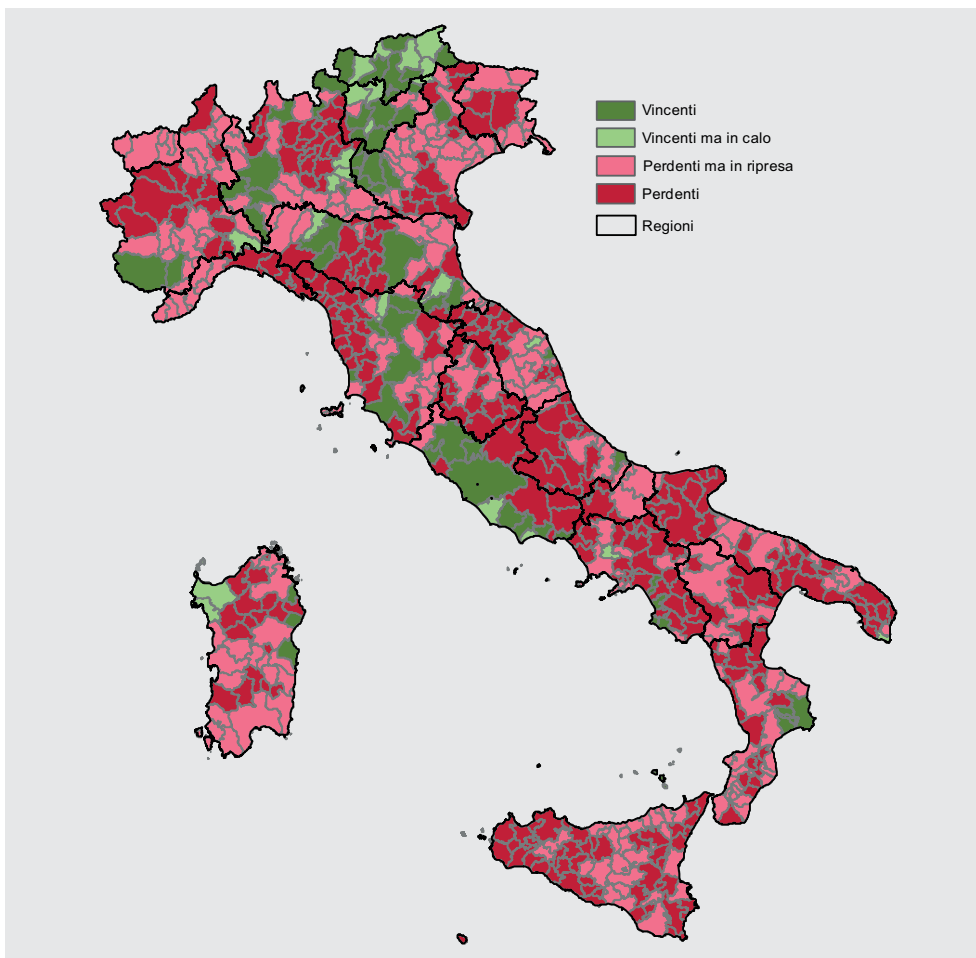 Vincenti
Vincenti ma in calo
Perdenti ma in ripresa
Perdenti
Regioni